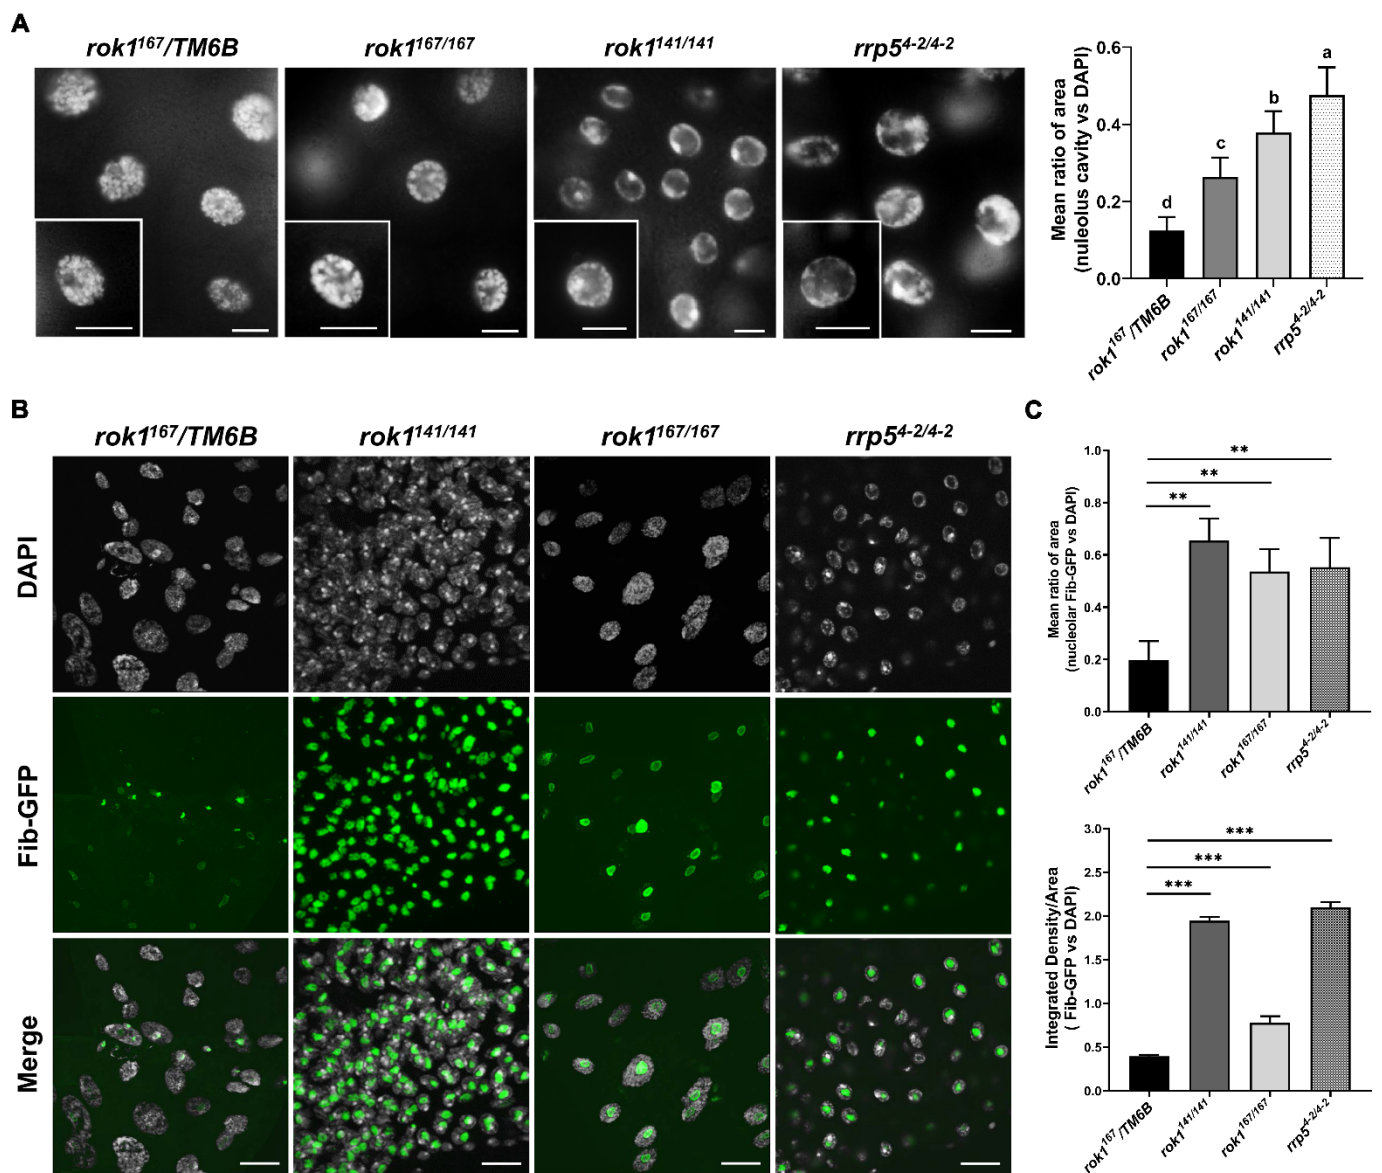 A
rok1¹⁶⁷/TM6B
rok1¹⁶⁷/¹⁶⁷
rok1¹⁴¹/¹⁴¹
rrp5⁴⁻²/⁴⁻²
Mean ratio of area
(nuleolus cavity vs DAPI)
0.6
0.4
0.2
0.0
d
c
b
a
rok1¹⁶⁷/TM6B
rok1¹⁶⁷/¹⁶⁷
rok1¹⁴¹/¹⁴¹
rrp5⁴⁻²/⁴⁻²
B
rok1¹⁶⁷/TM6B
rok1¹⁴¹/¹⁴¹
rok1¹⁶⁷/¹⁶⁷
rrp5⁴⁻²/⁴⁻²
DAPI
Fib-GFP
Merge
C
Mean ratio of area
(nucleolar Fib-GFP vs DAPI)
1.0
0.8
0.6
0.4
0.2
0.0
**
**
**
rok1¹⁶⁷/TM6B
rok1¹⁴¹/¹⁴¹
rok1¹⁶⁷/¹⁶⁷
rrp5⁴⁻²/⁴⁻²
Integrated Density/Area
( Fib-GFP vs DAPI)
3.0
2.5
2.0
1.5
1.0
0.5
0.0
***
***
***
rok1¹⁶⁷/TM6B
rok1¹⁴¹/¹⁴¹
rok1¹⁶⁷/¹⁶⁷
rrp5⁴⁻²/⁴⁻²